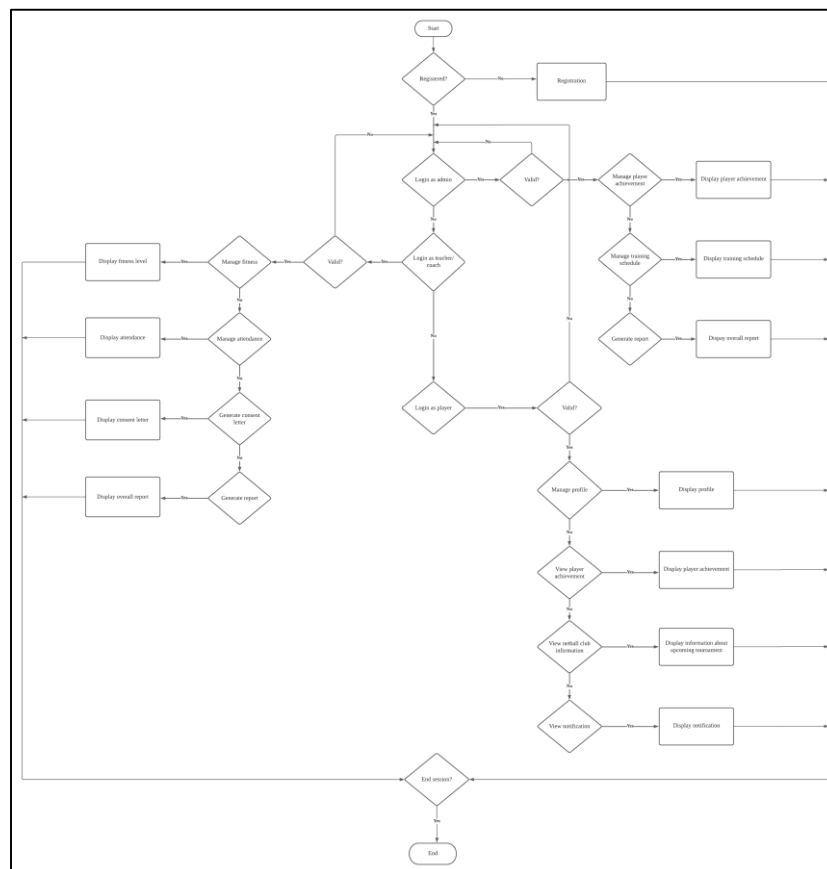 Start
Registered?
No
Registration
Yes
No
No
Login as admin
Yes
Valid?
Yes
Manage player
achievement
Yes
Display player achievement
No
No
Display fitness level
Yes
Manage fitness
Yes
Valid?
Yes
Login as teacher/
coach
Manage training
schedule
Yes
Display training schedule
No
No
Display attendance
Yes
Manage attendance
No
No
Generate report
Yes
Dispay overall report
No
Display consent letter
Yes
Generate consent
letter
Login as player
Yes
Valid?
No
Yes
Display overall report
Yes
Generate report
Manage profile
Yes
Display profile
No
View player
achievement
Yes
Display player achievement
No
View netball club
information
Yes
Display information about
upcoming tournament
No
View notification
Yes
Display notification
End session?
Yes
End